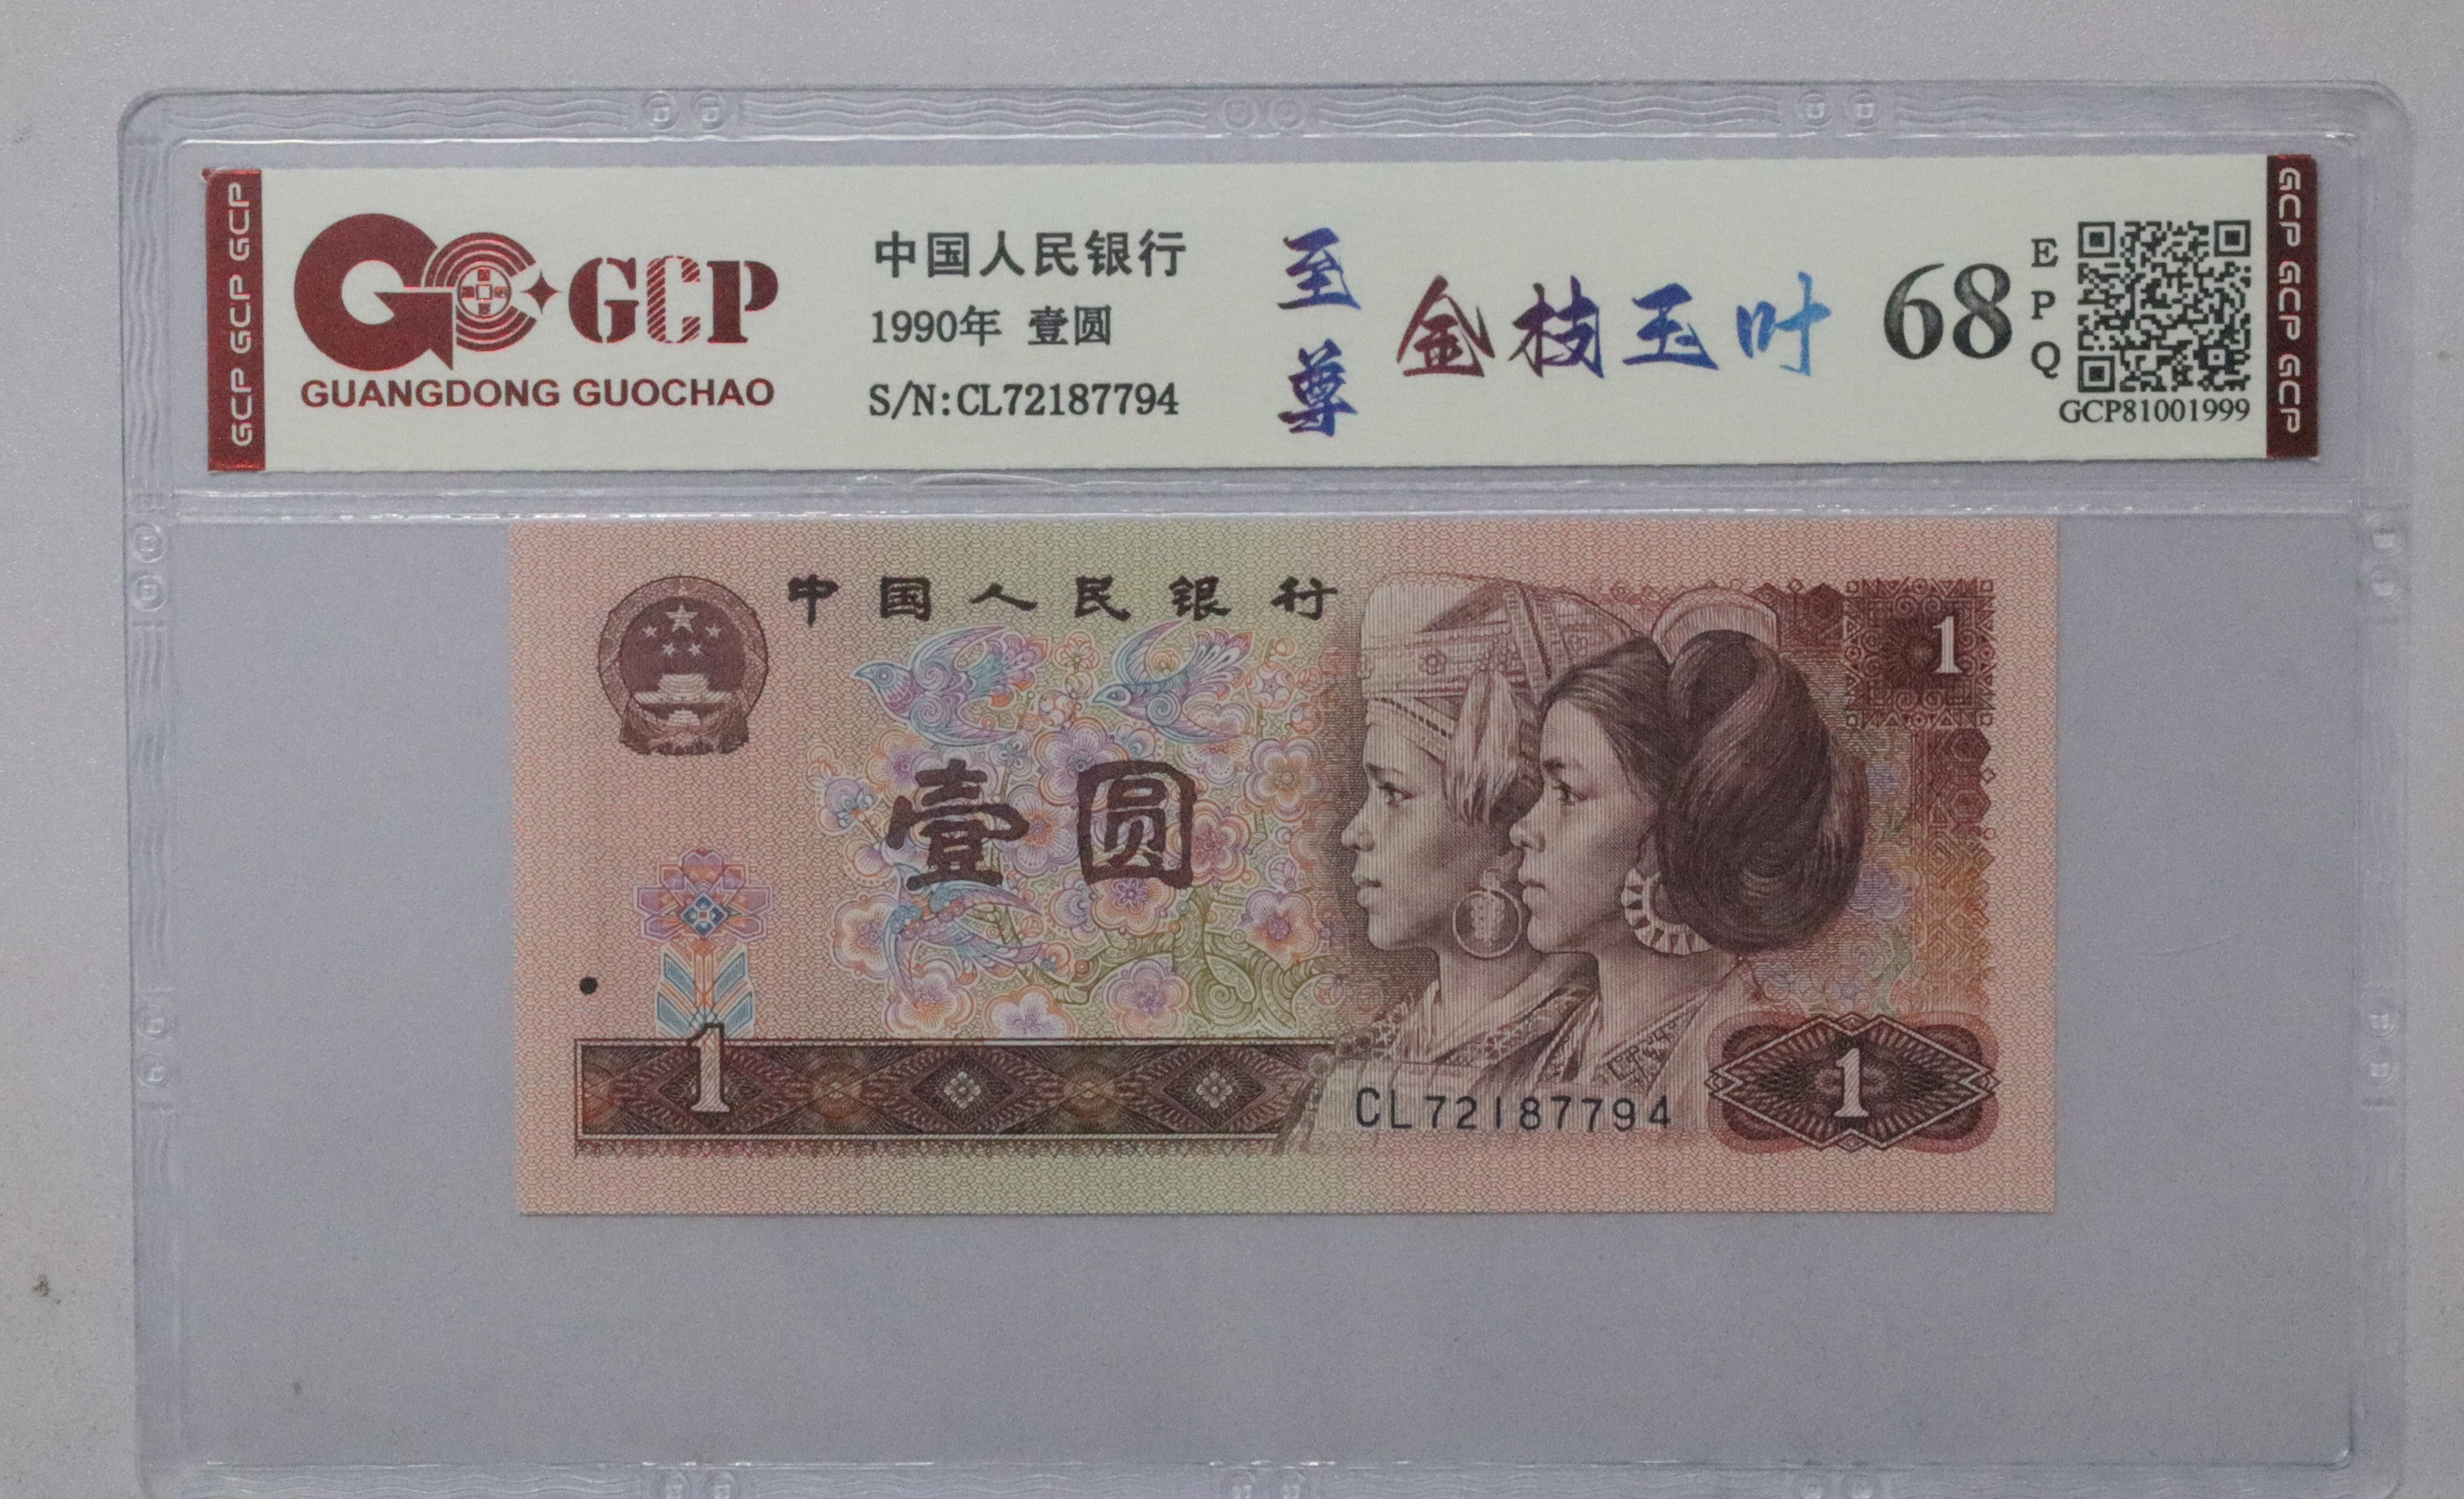 GCP GCP GCP
GCP
GUANGDONG GUOCHAO
中国人民银行
1990年 壹圆
S/N:CL72187794
至尊
金枝玉叶
68
EPQ
GCP81001999
GCP GCP GCP
中国人民银行
1
壹圆
1
CL72187794
1